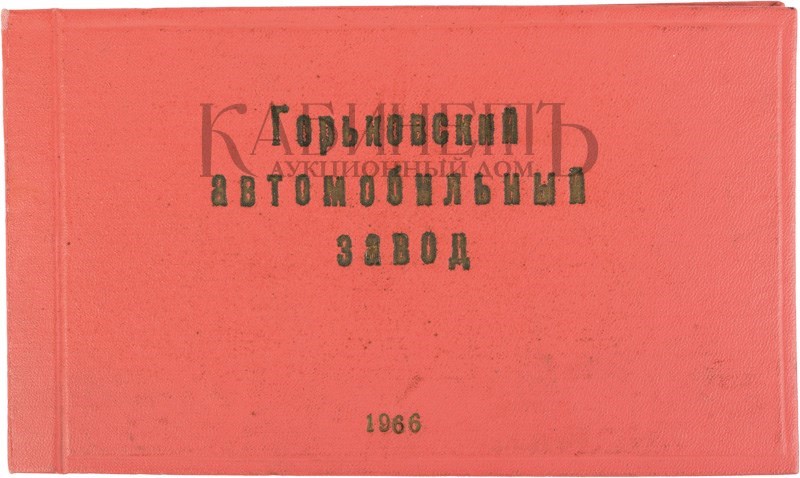 КАБИНЕТЪ
АУКЦИОННЫЙ ДОМ
Горьковский
автомобильный
завод
1966